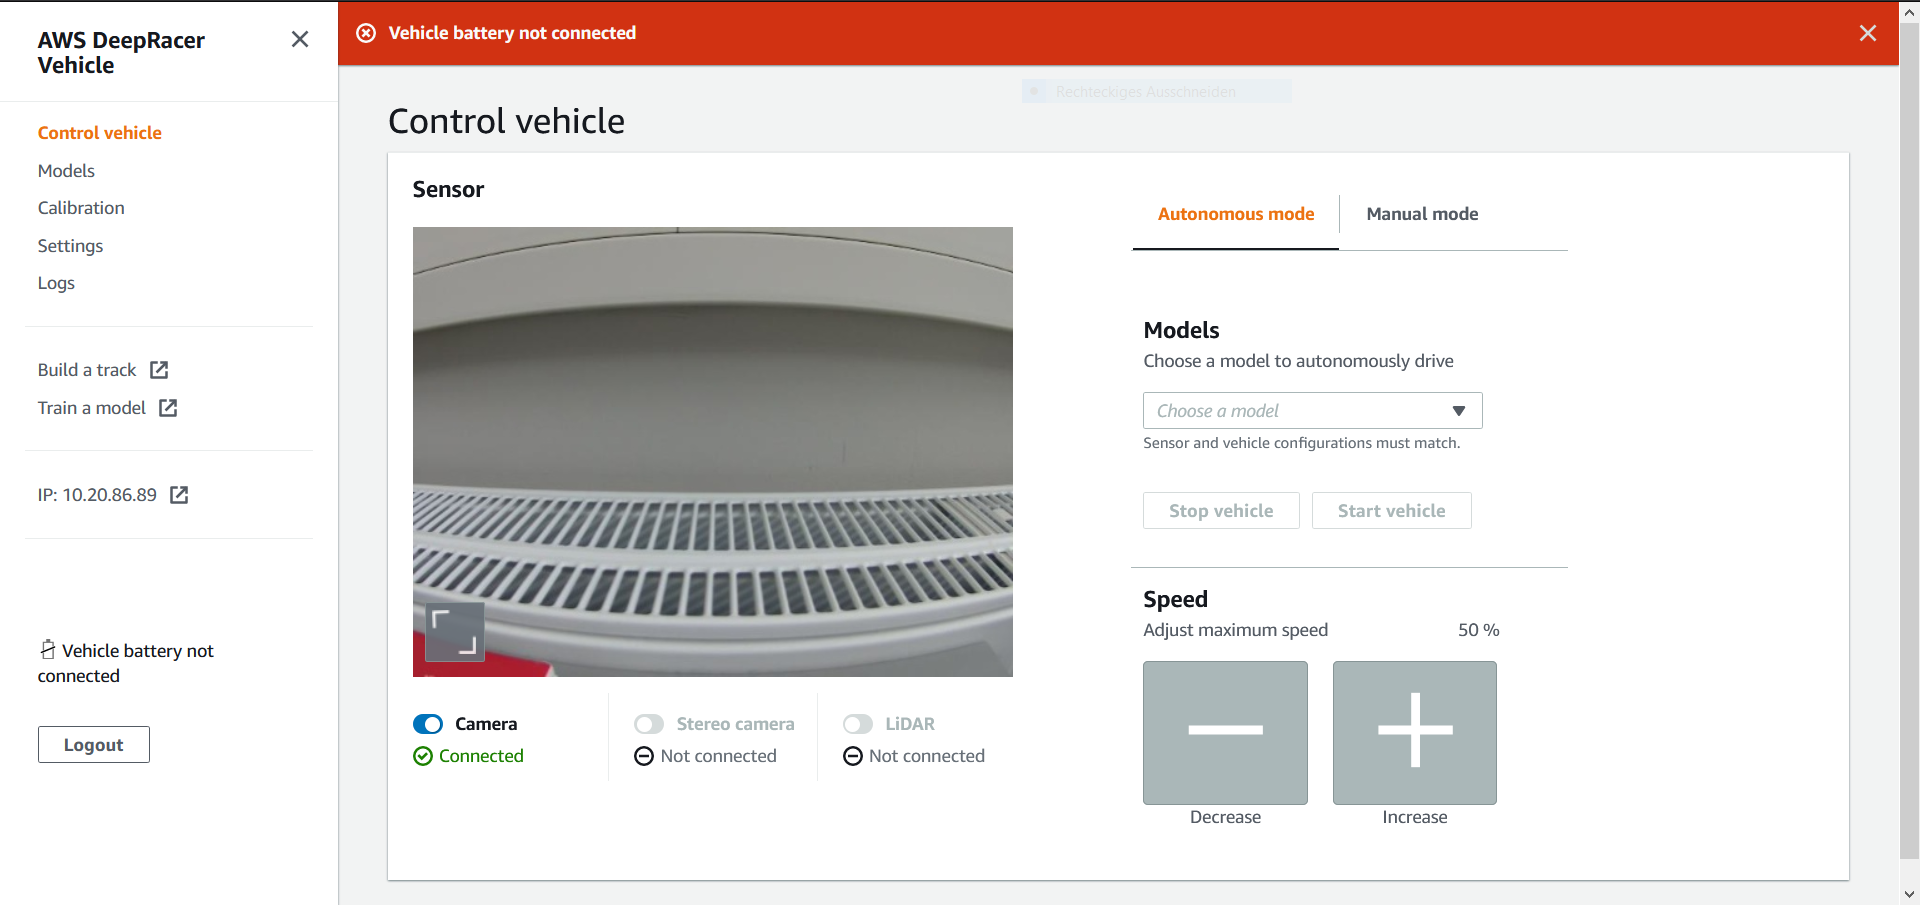 AWS DeepRacer
Vehicle
Control vehicle
Models
Calibration
Settings
Logs
Build a track
Train a model
IP: 10.20.86.89
Vehicle battery not
connected
Logout
Vehicle battery not connected
Rechteckiges Ausschneiden
Control vehicle
Sensor
Camera
Connected
Stereo camera
Not connected
LiDAR
Not connected
Autonomous mode
Manual mode
Models
Choose a model to autonomously drive
Choose a model
Sensor and vehicle configurations must match.
Stop vehicle
Start vehicle
Speed
Adjust maximum speed 50 %
Decrease
Increase